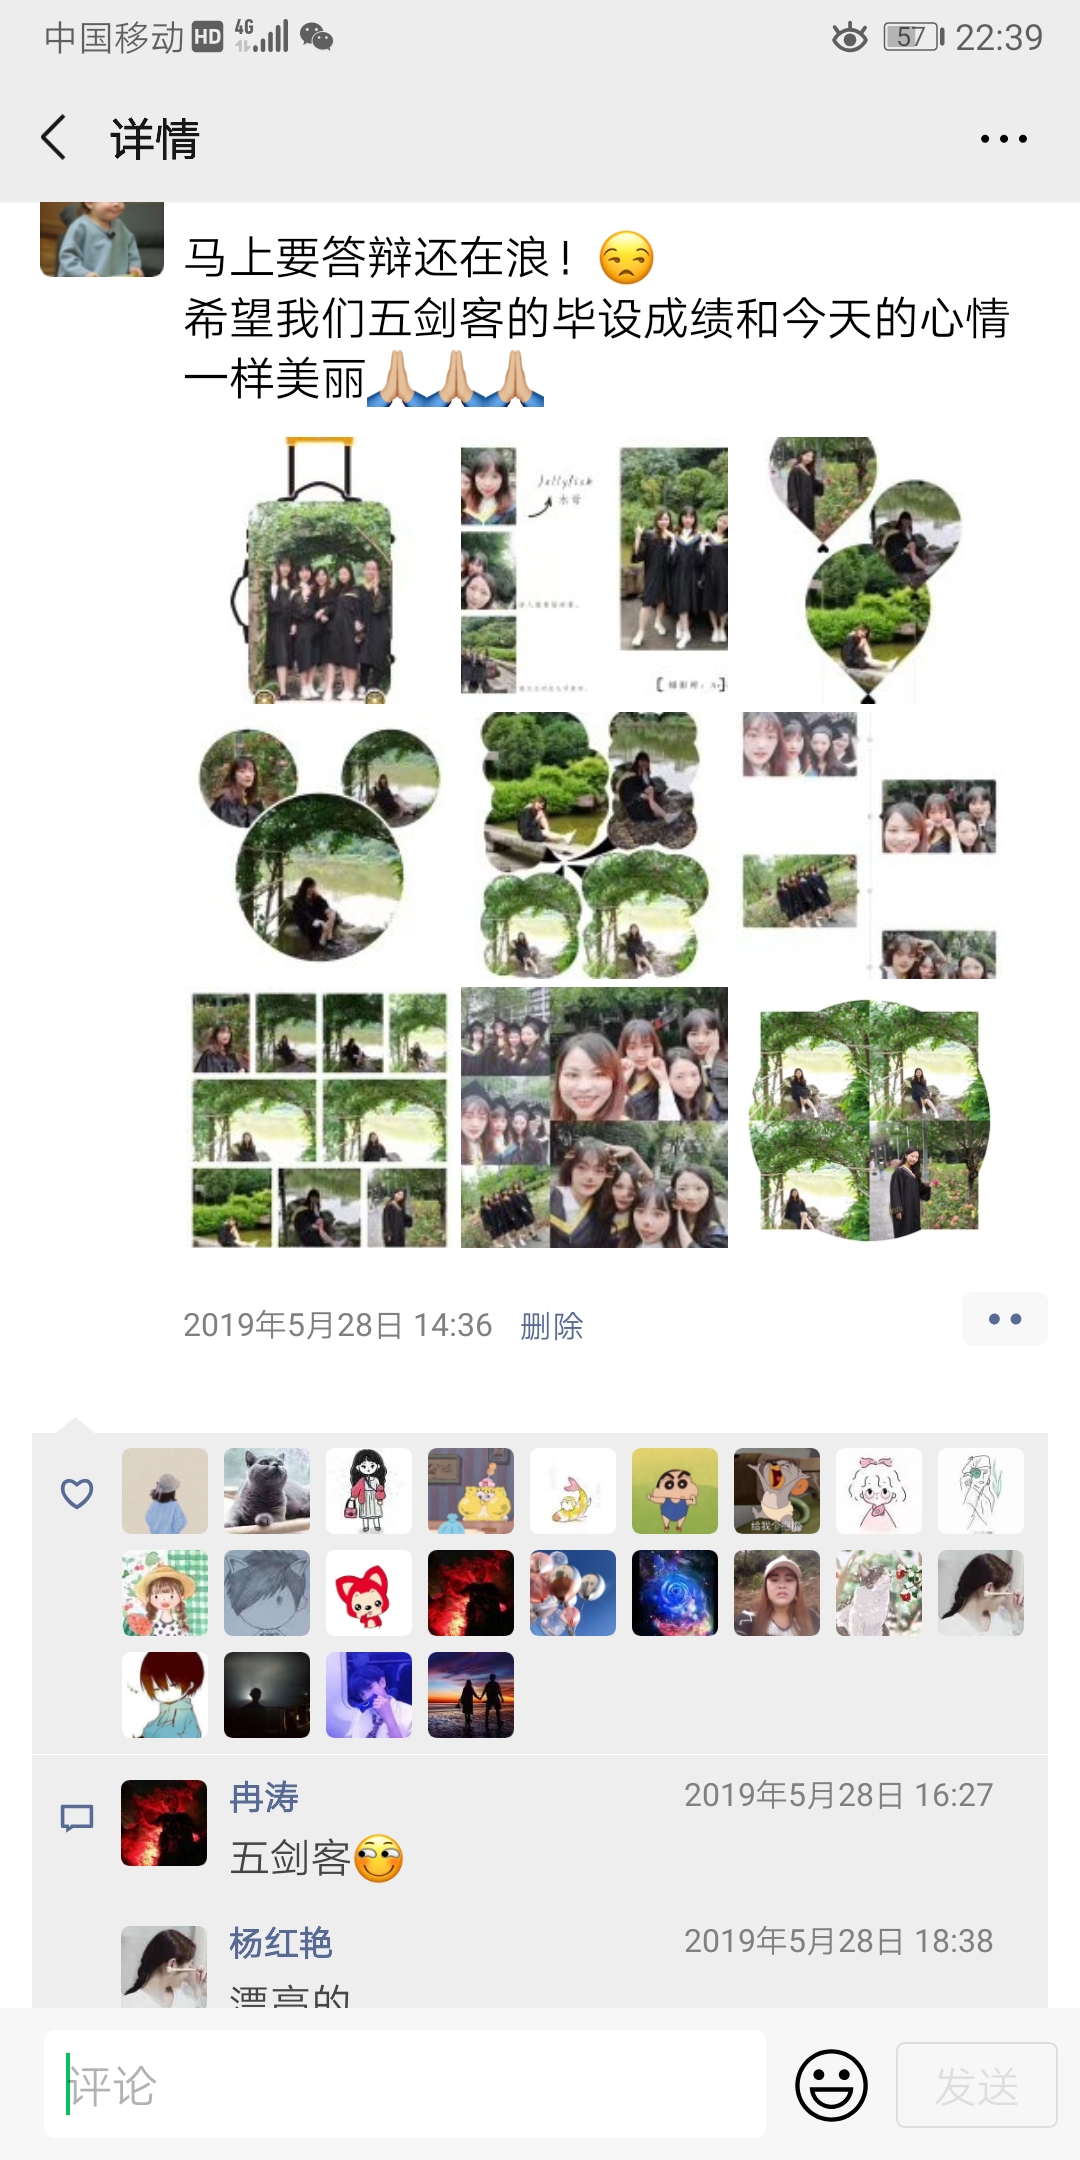 中国移动 HD 4G 57 22:39
详情
马上要答辩还在浪！
希望我们五剑客的毕设成绩和今天的心情
一样美丽
Jellyfish
水母
2019年5月28日 14:36 删除
给我个抱抱
冉涛 2019年5月28日 16:27
五剑客
杨红艳 2019年5月28日 18:38
漂亮的
评论 发送